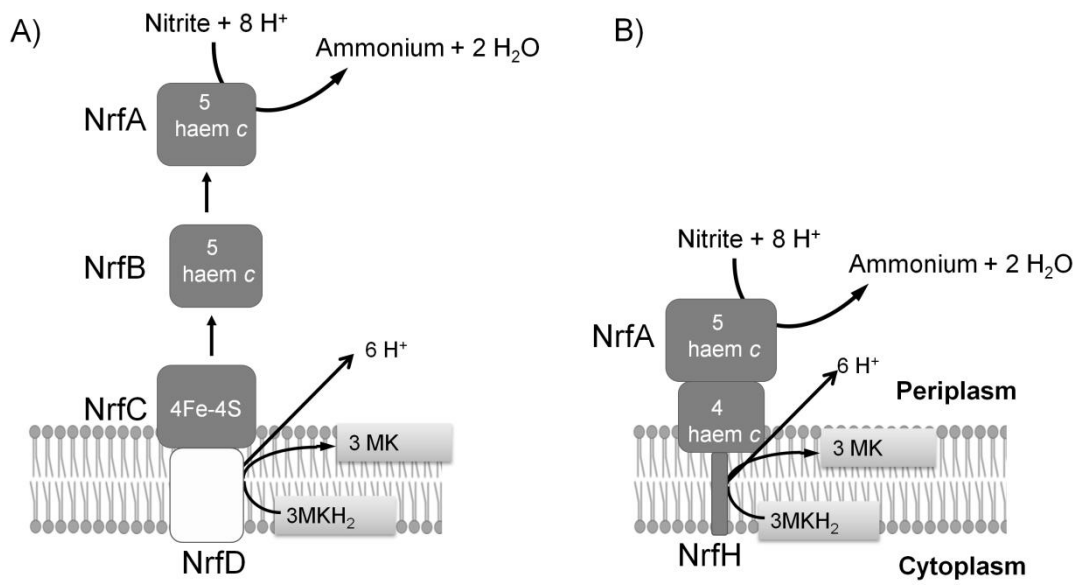 A)
Nitrite + 8 H⁺
Ammonium + 2 H₂O
NrfA
5
haem c
NrfB
5
haem c
6 H⁺
NrfC
4Fe-4S
3 MK
3MKH₂
NrfD
B)
Nitrite + 8 H⁺
Ammonium + 2 H₂O
NrfA
5
haem c
6 H⁺
Periplasm
4
haem c
3 MK
3MKH₂
NrfH
Cytoplasm